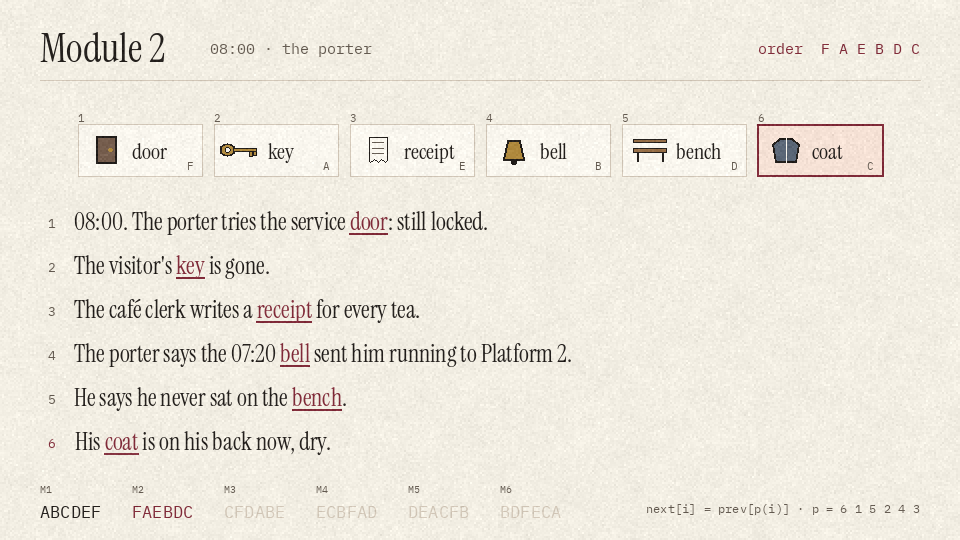 Module 2 08:00 · the porter order F A E B D C
1 2 3 4 5 6
door F key A receipt E bell B bench D coat C
1 08:00. The porter tries the service door: still locked.
2 The visitor's key is gone.
3 The café clerk writes a receipt for every tea.
4 The porter says the 07:20 bell sent him running to Platform 2.
5 He says he never sat on the bench.
6 His coat is on his back now, dry.
M1 M2 M3 M4 M5 M6
ABCDEF FAEBDC CFDABE ECBFAD DEACFB BDFECA next[i] = prev[p(i)] · p = 6 1 5 2 4 3